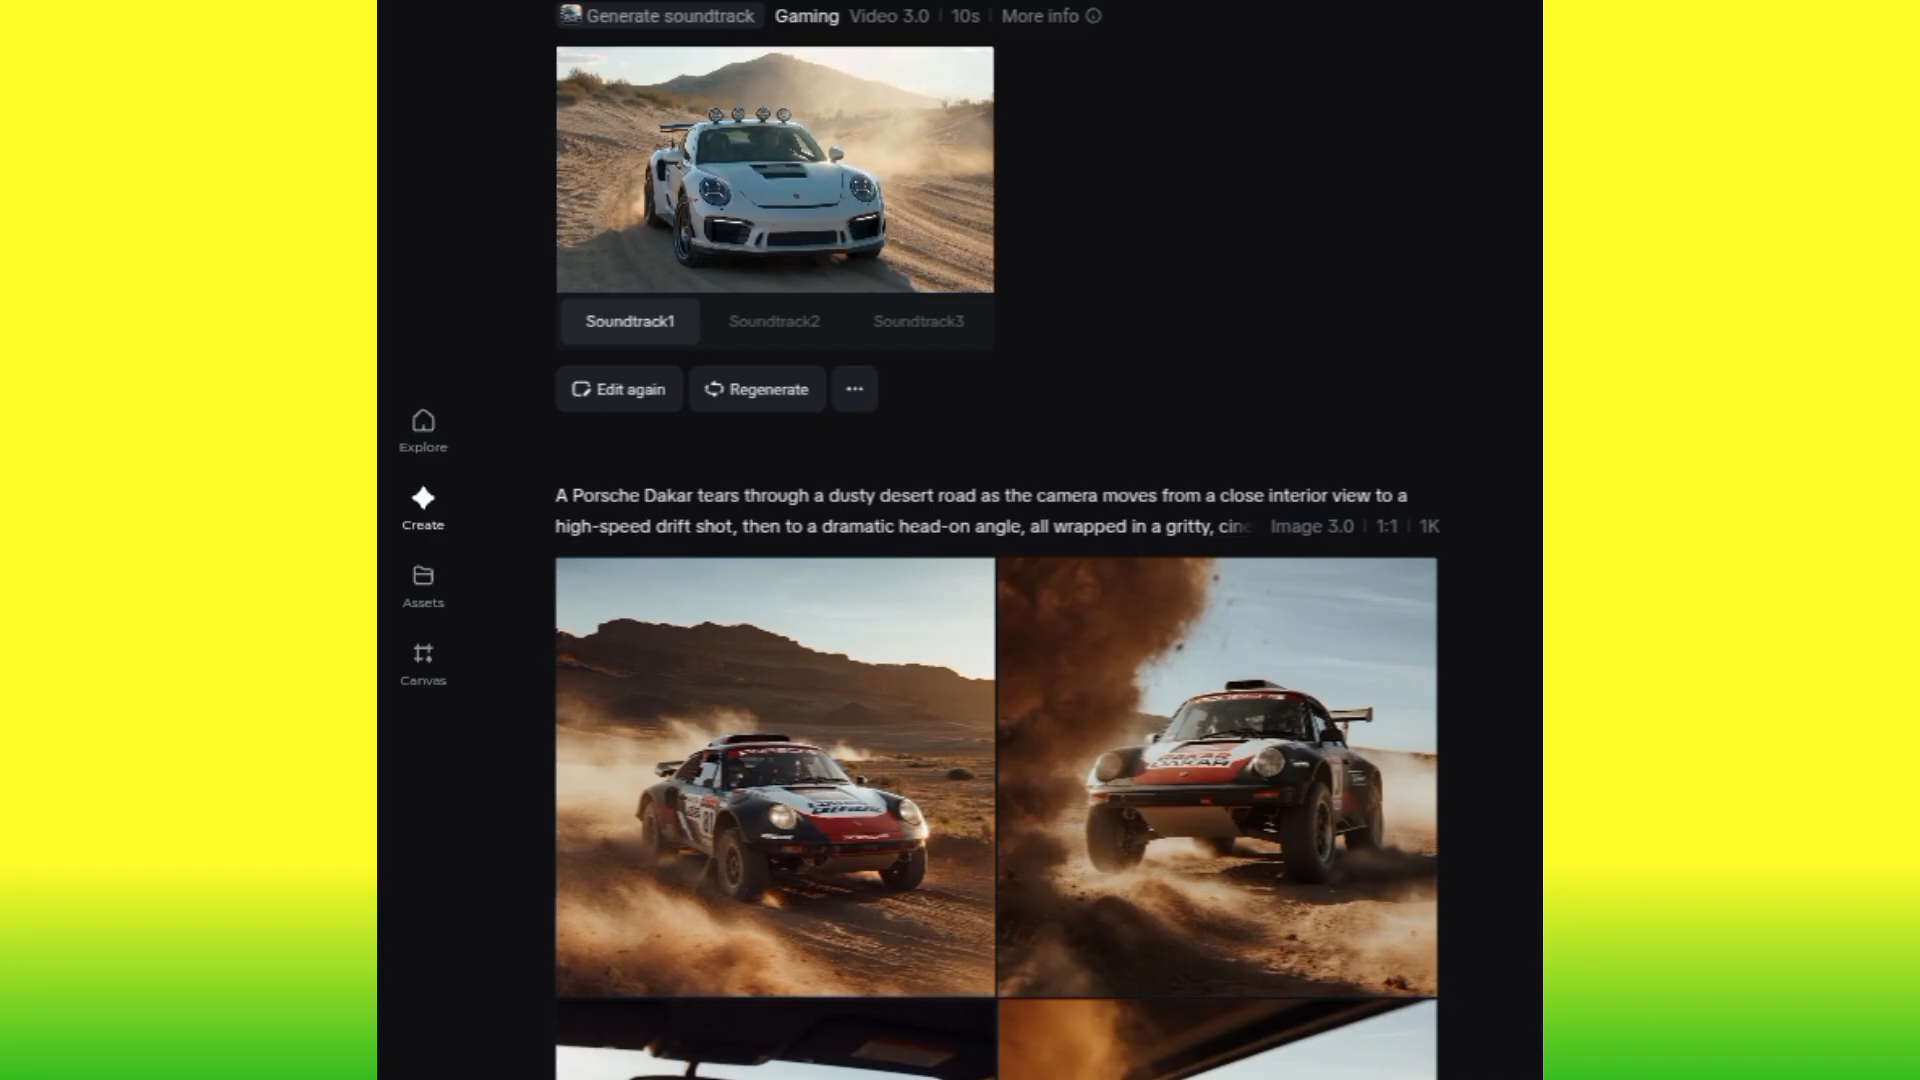 Generate soundtrack Gaming Video 3.0 | 10s | More info
Soundtrack1 Soundtrack2 Soundtrack3
Edit again Regenerate ...
Explore
Create
Assets
Canvas
A Porsche Dakar tears through a dusty desert road as the camera moves from a close interior view to a
high-speed drift shot, then to a dramatic head-on angle, all wrapped in a gritty, cine Image 3.0 | 1:1 | 1K
DAKAR